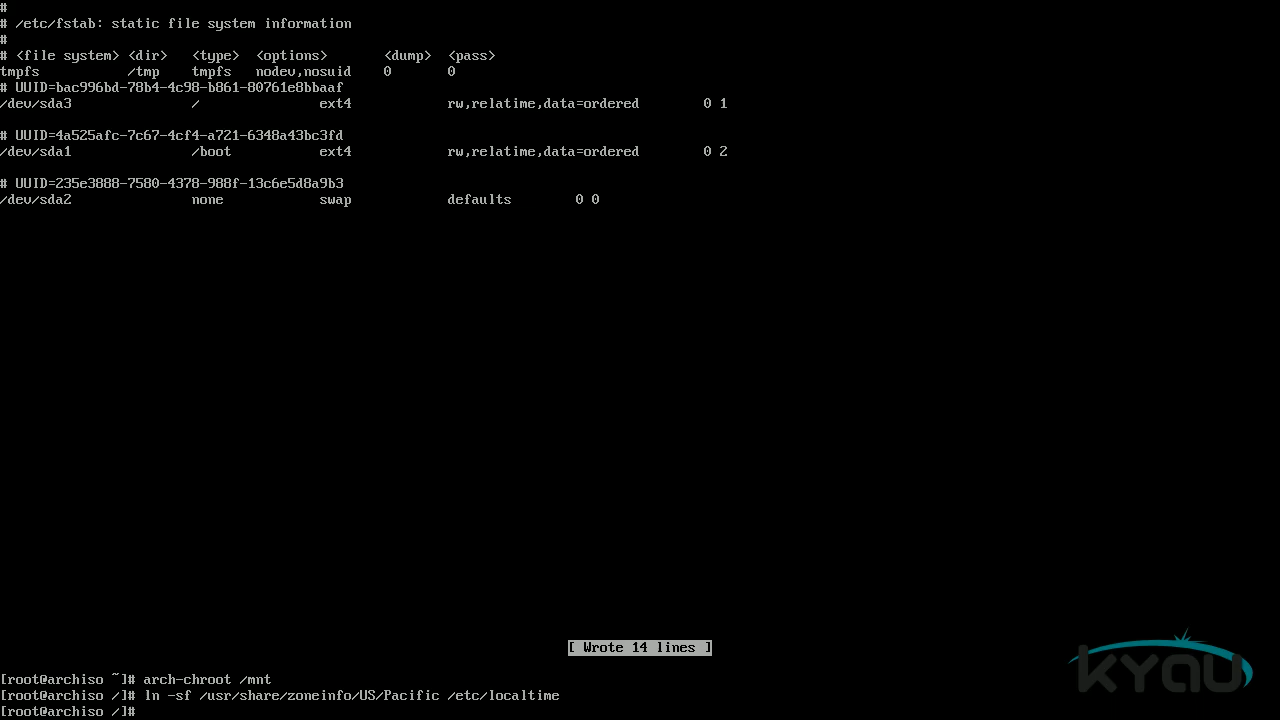 #
# /etc/fstab: static file system information
#
# <file system> <dir> <type> <options> <dump> <pass>
tmpfs /tmp tmpfs nodev,nosuid 0 0
# UUID=bac996bd-78b4-4c98-b861-80761e8bbaaf
/dev/sda3 / ext4 rw,relatime,data=ordered 0 1
# UUID=4a525afc-7c67-4cf4-a721-6348a43bc3fd
/dev/sda1 /boot ext4 rw,relatime,data=ordered 0 2
# UUID=235e3888-7580-4378-988f-13c6e5d8a9b3
/dev/sda2 none swap defaults 0 0
[ Wrote 14 lines ]
[root@archiso ~]# arch-chroot /mnt
[root@archiso /]# ln -sf /usr/share/zoneinfo/US/Pacific /etc/localtime
[root@archiso /]#
kyau